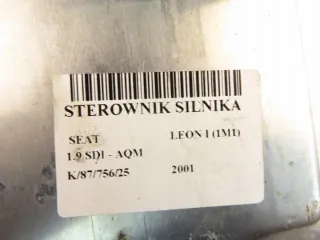 STEROWNIK SILNIKA
SEAT LEON I (1M1)
1.9 SDI - AQM
K/87/756/25 2001